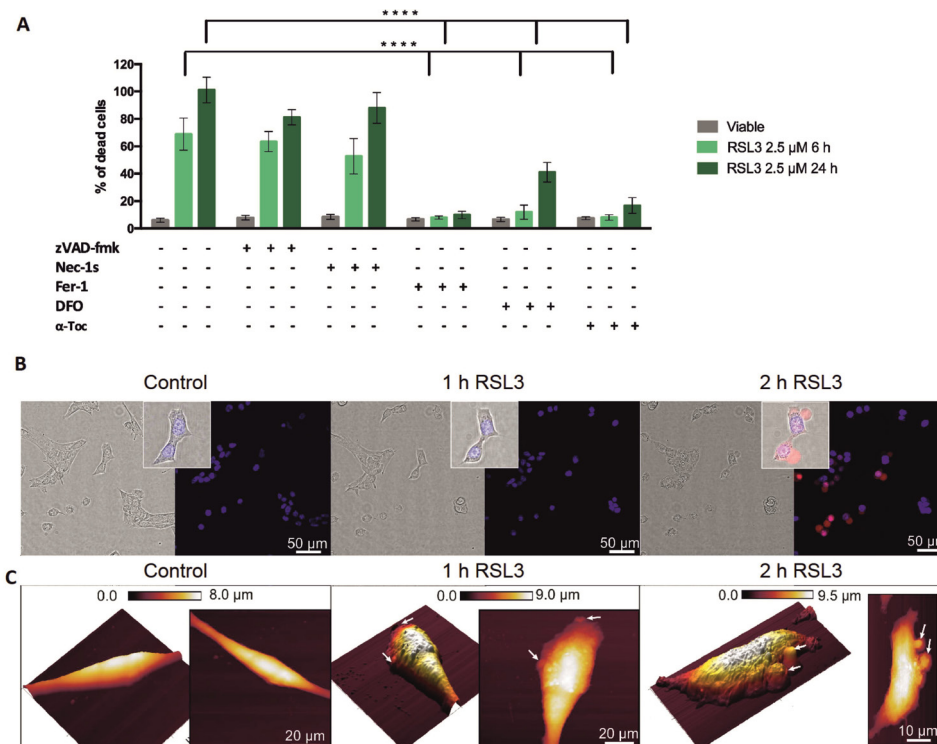 A
****
****
% of dead cells
120
100
80
60
40
20
0
Viable
RSL3 2.5 µM 6 h
RSL3 2.5 µM 24 h
zVAD-fmk - - - + + + - - - - - - - - - - - -
Nec-1s - - - - - - + + + - - - - - - - - -
Fer-1 - - - - - - - - - + + + - - - - - -
DFO - - - - - - - - - - - - + + + - - -
α-Toc - - - - - - - - - - - - - - - + + +
B
Control 1 h RSL3 2 h RSL3
50 µm 50 µm 50 µm
C
Control 1 h RSL3 2 h RSL3
0.0 8.0 µm 0.0 9.0 µm 0.0 9.5 µm
20 µm 20 µm 10 µm